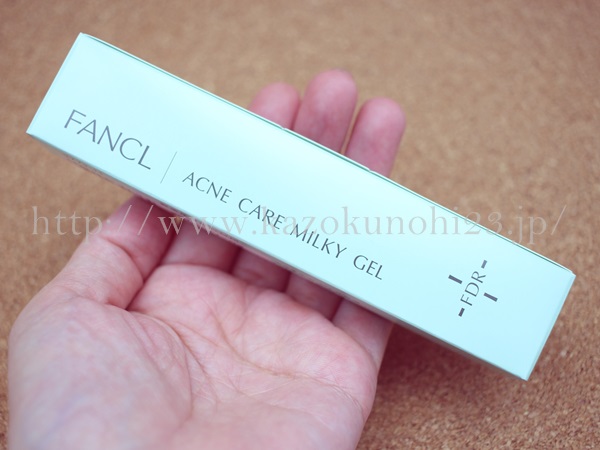 FANCL | ACNE CARE MILKY GEL
FDR
http://www.kazokunohi23.jp/